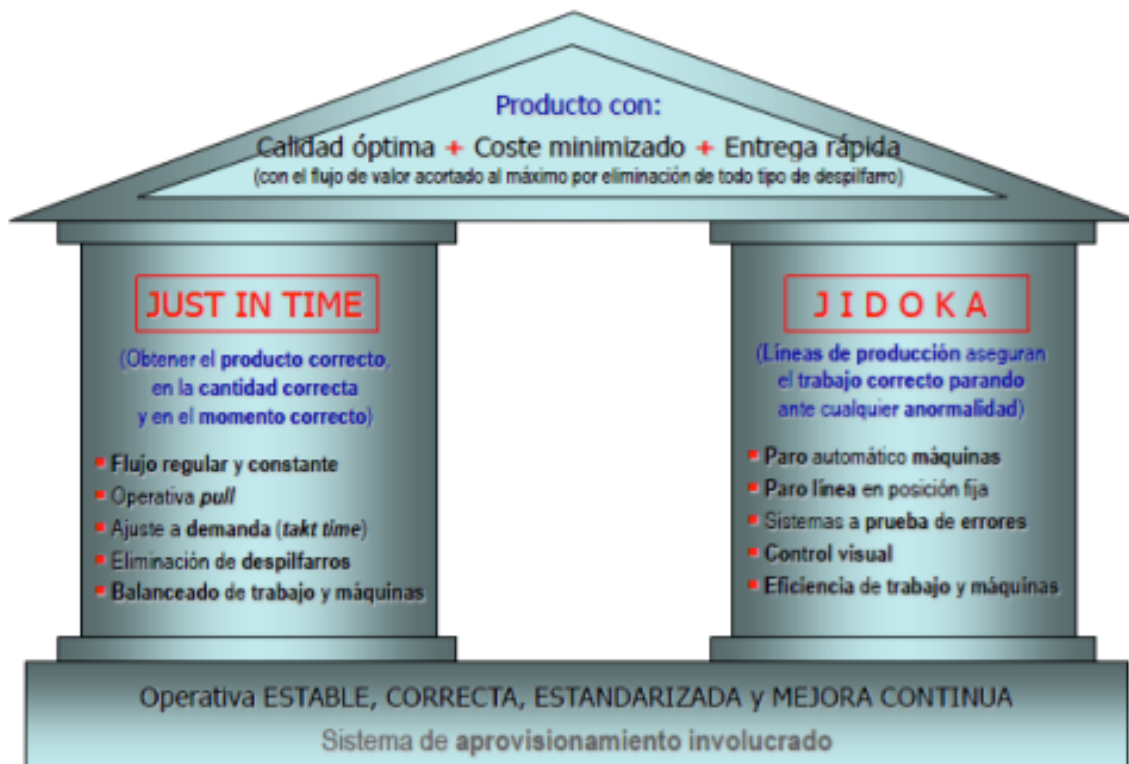 Producto con:
Calidad óptima + Coste minimizado + Entrega rápida
(con el flujo de valor acortado al máximo por eliminación de todo tipo de despilfarro)
JUST IN TIME
(Obtener el producto correcto,
en la cantidad correcta
y en el momento correcto)
▪ Flujo regular y constante
▪ Operativa pull
▪ Ajuste a demanda (takt time)
▪ Eliminación de despilfarros
▪ Balanceado de trabajo y máquinas
J I D O K A
(Líneas de producción aseguran
el trabajo correcto parando
ante cualquier anormalidad)
▪ Paro automático máquinas
▪ Paro línea en posición fija
▪ Sistemas a prueba de errores
▪ Control visual
▪ Eficiencia de trabajo y máquinas
Operativa ESTABLE, CORRECTA, ESTANDARIZADA y MEJORA CONTINUA
Sistema de aprovisionamiento involucrado